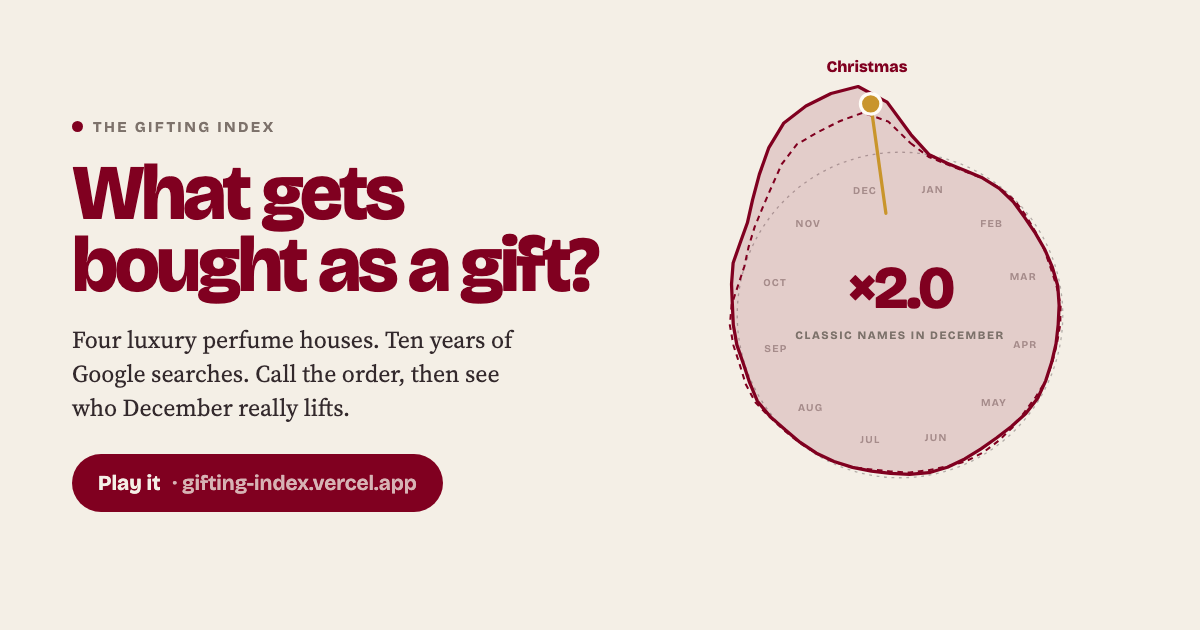 THE GIFTING INDEX
What gets
bought as a gift?
Four luxury perfume houses. Ten years of
Google searches. Call the order, then see
who December really lifts.
Play it · gifting-index.vercel.app
Christmas
DEC
JAN
NOV
FEB
OCT
MAR
×2.0
CLASSIC NAMES IN DECEMBER
SEP
APR
AUG
MAY
JUL
JUN